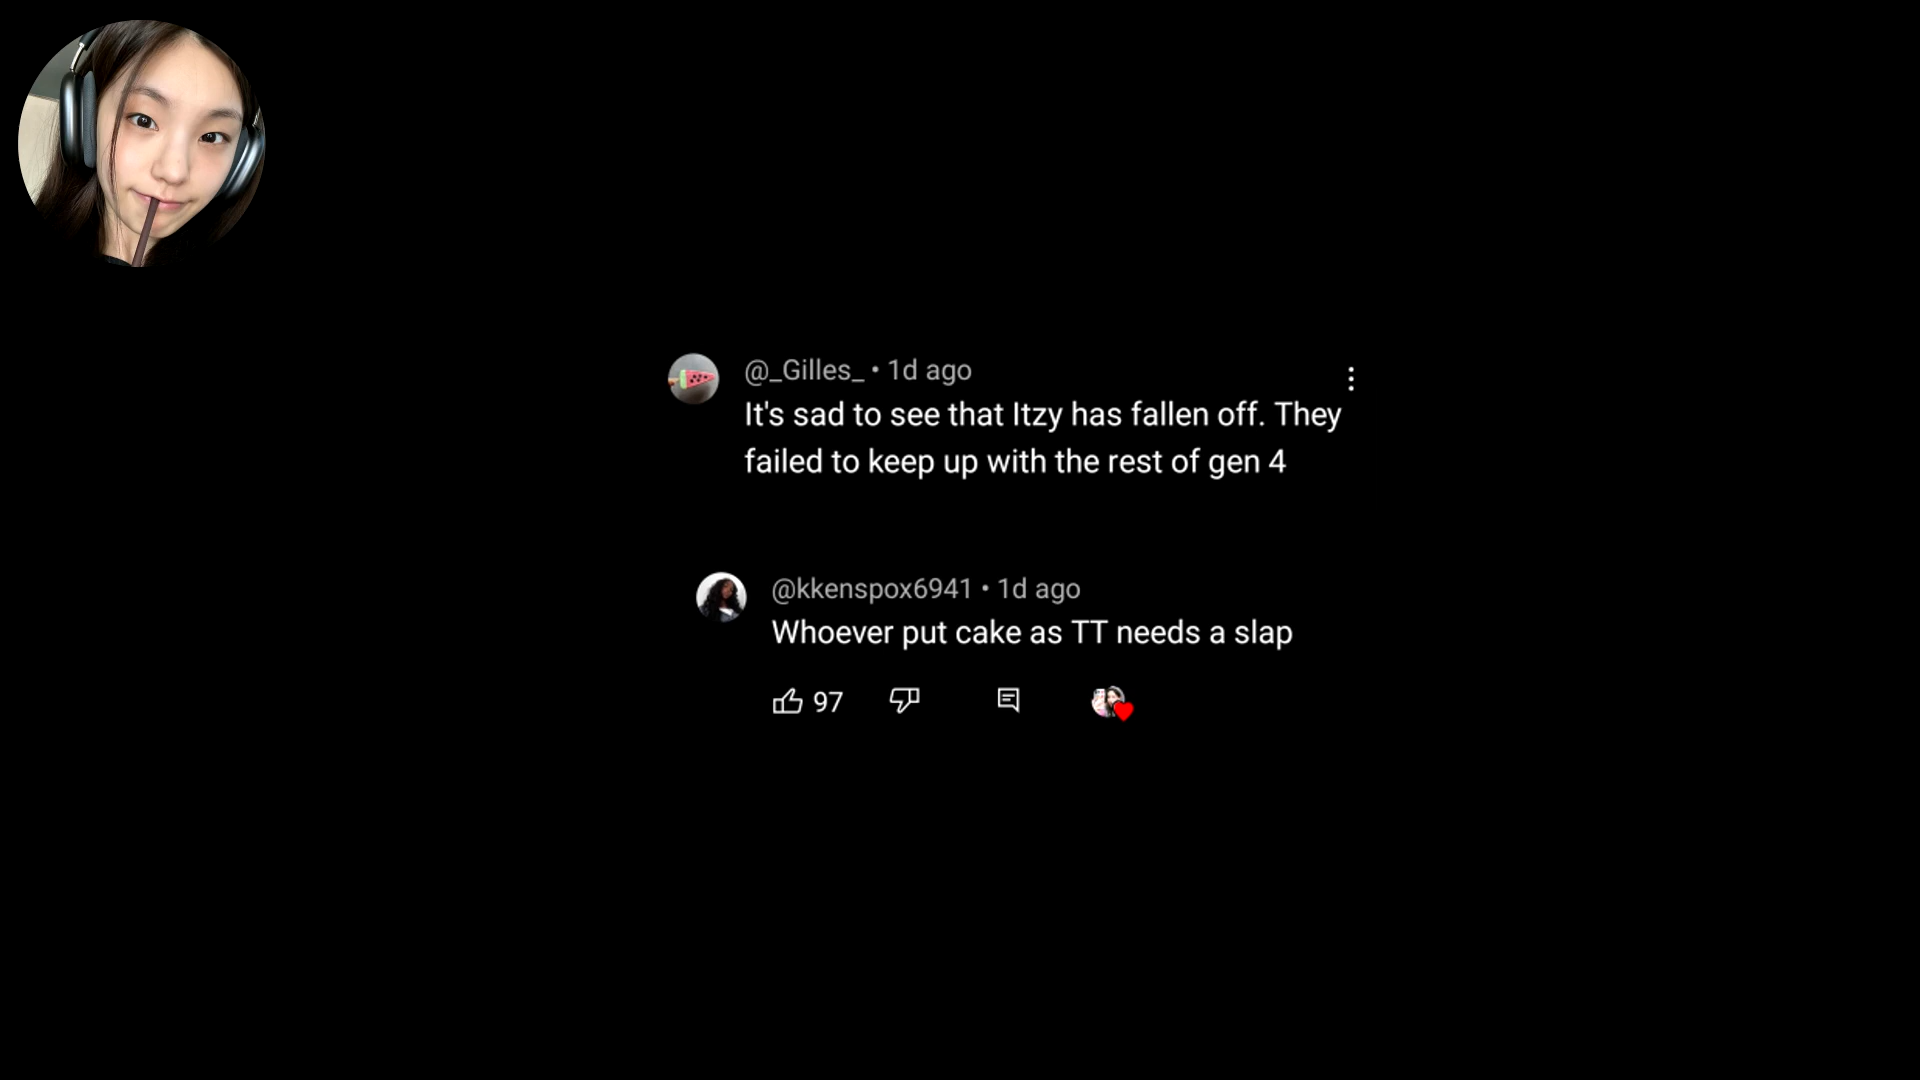 @_Gilles_ • 1d ago
It's sad to see that Itzy has fallen off. They
failed to keep up with the rest of gen 4
@kkenspox6941 • 1d ago
Whoever put cake as TT needs a slap
97